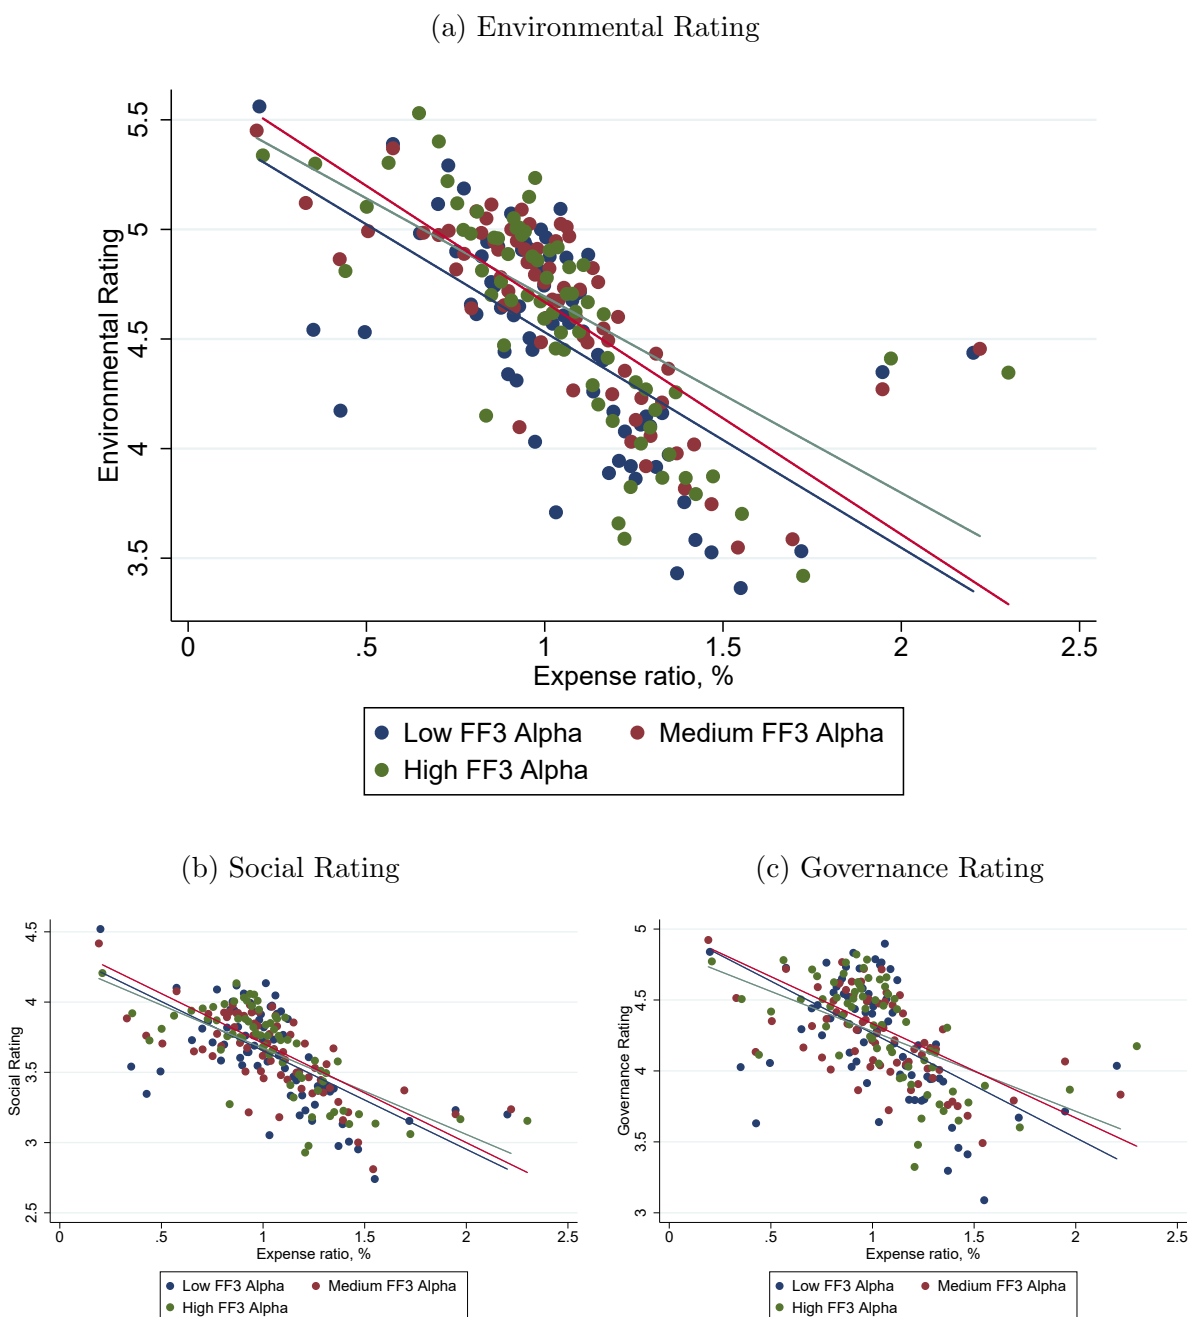 (a) Environmental Rating
Environmental Rating
5.5
5
4.5
4
3.5
0 .5 1 1.5 2 2.5
Expense ratio, %
Low FF3 Alpha Medium FF3 Alpha
High FF3 Alpha
(b) Social Rating
Social Rating
4.5
4
3.5
3
2.5
0 .5 1 1.5 2 2.5
Expense ratio, %
Low FF3 Alpha Medium FF3 Alpha
High FF3 Alpha
(c) Governance Rating
Governance Rating
5
4.5
4
3.5
3
0 .5 1 1.5 2 2.5
Expense ratio, %
Low FF3 Alpha Medium FF3 Alpha
High FF3 Alpha